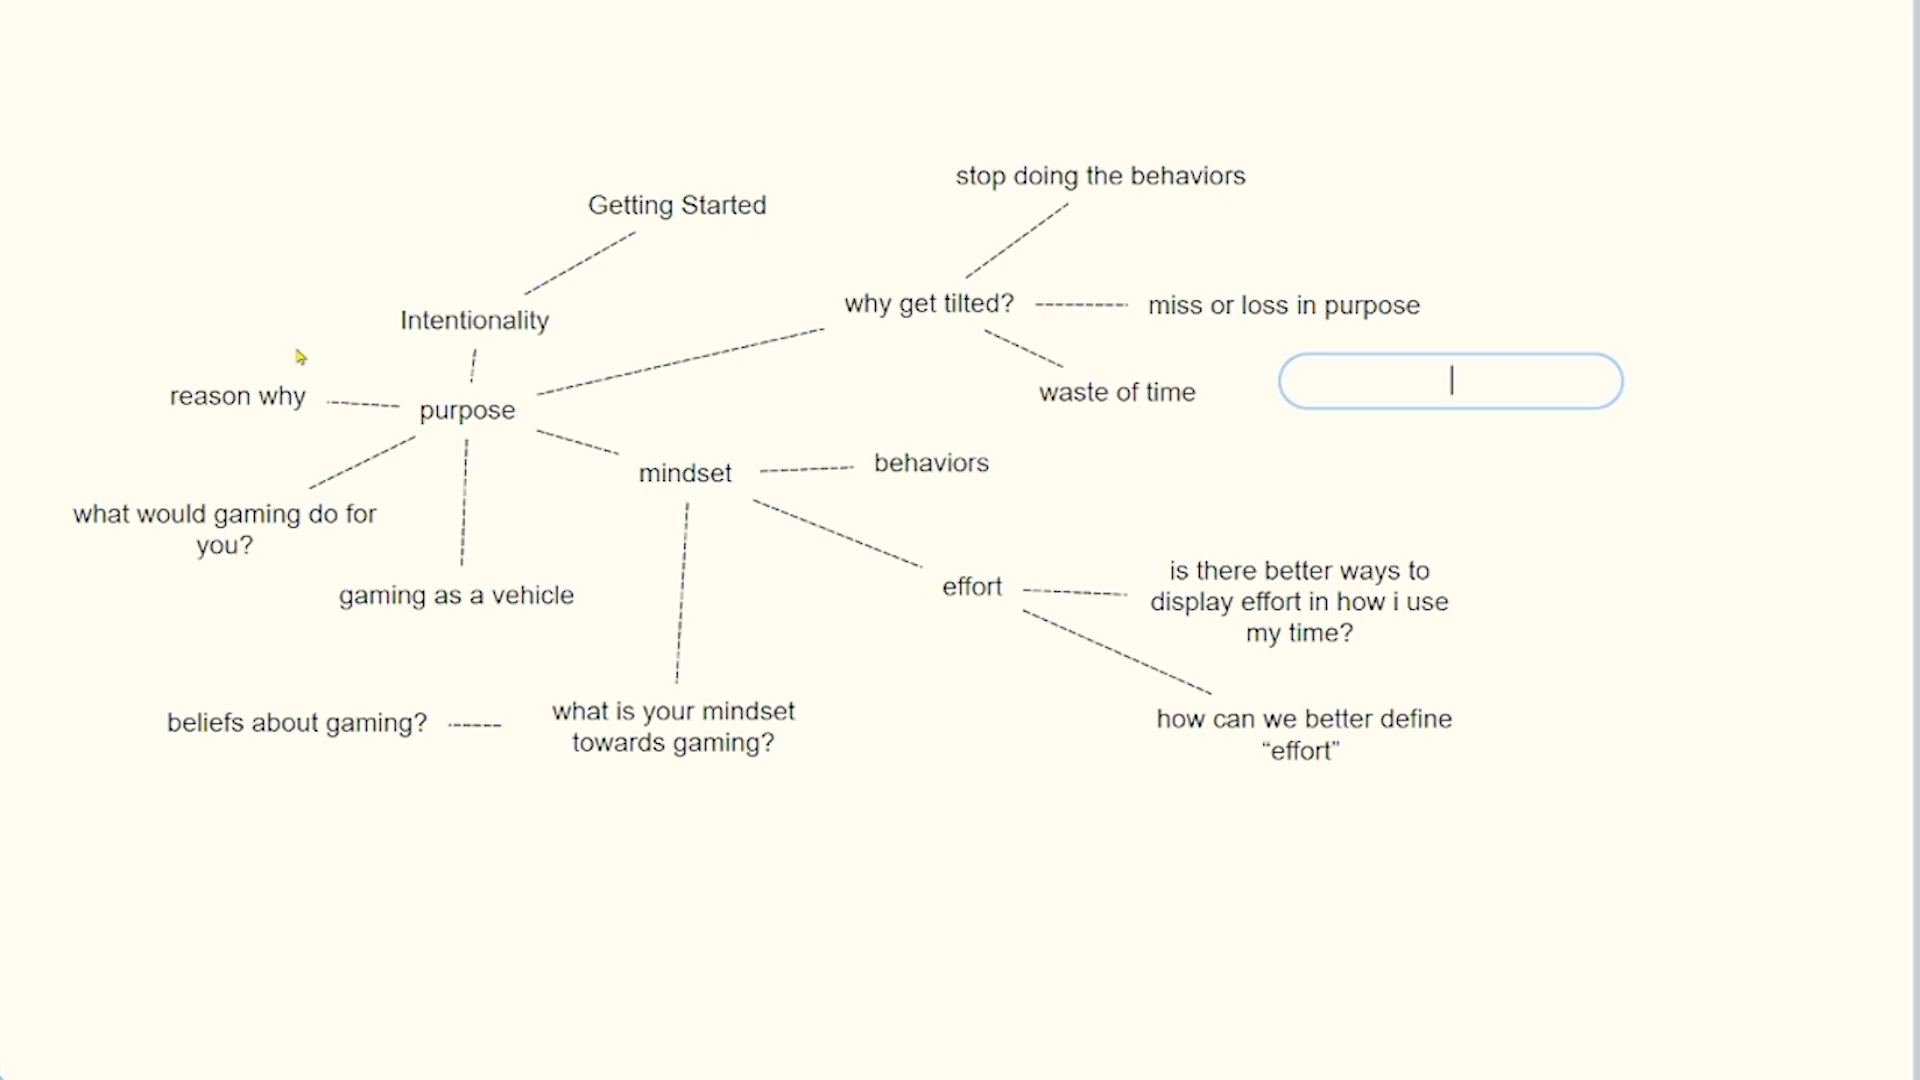 stop doing the behaviors
Getting Started
why get tilted?
miss or loss in purpose
Intentionality
waste of time
reason why
purpose
mindset
behaviors
what would gaming do for
you?
gaming as a vehicle
effort
is there better ways to
display effort in how i use
my time?
beliefs about gaming?
what is your mindset
towards gaming?
how can we better define
“effort”